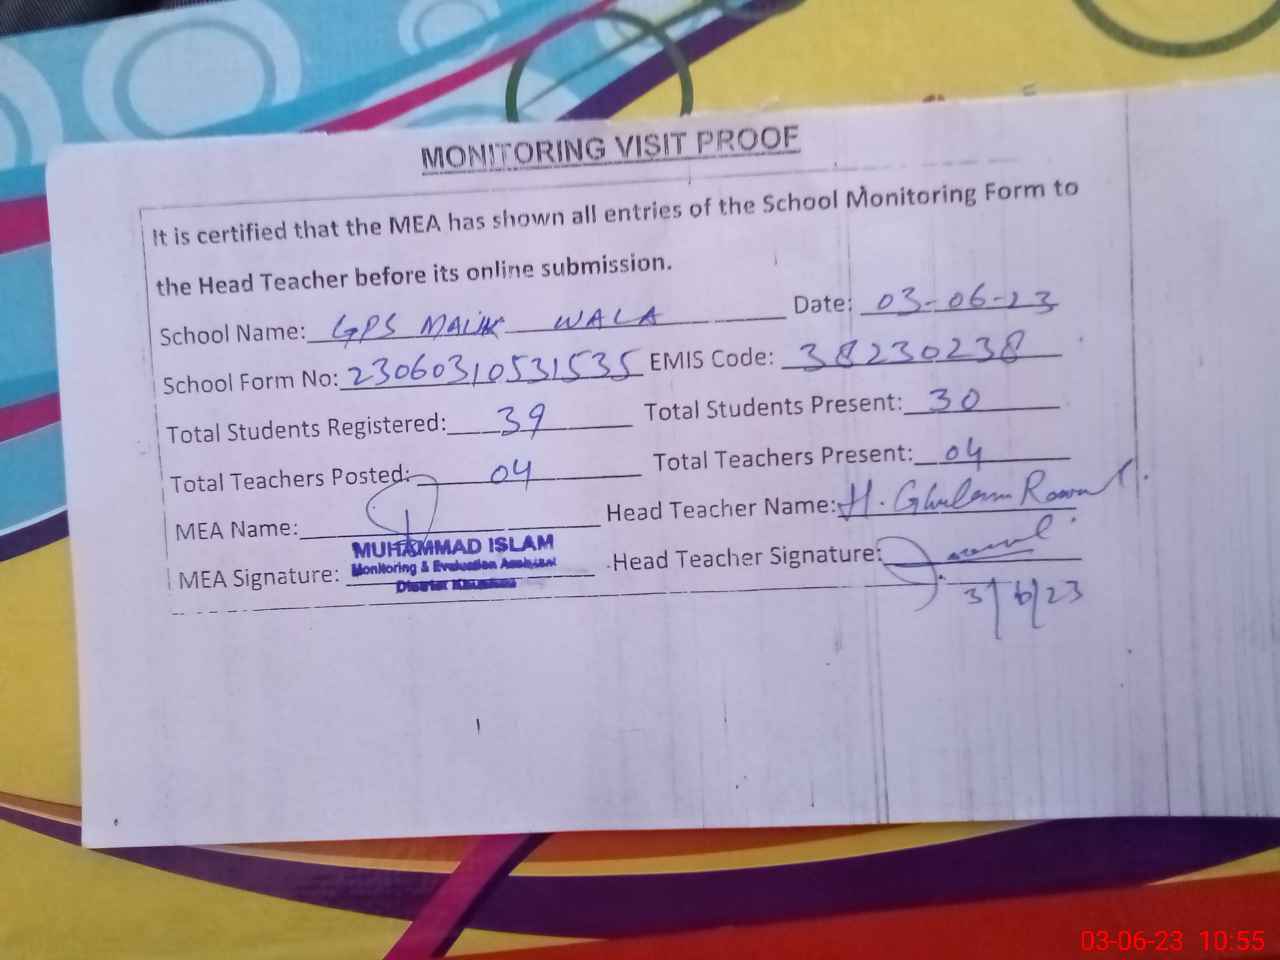 MONITORING VISIT PROOF
It is certified that the MEA has shown all entries of the School Monitoring Form to
the Head Teacher before its online submission.
School Name: GPS MALIK WALA Date: 03-06-23
School Form No: 23060310531535 EMIS Code: 38230238
Total Students Registered: 39 Total Students Present: 30
Total Teachers Posted: 04 Total Teachers Present: 04
MEA Name: Head Teacher Name: H. Ghulam
MUHAMMAD ISLAM
MEA Signature: Monitoring & Evaluation Assistant Head Teacher Signature:
District
3/6/23
03-06-23 10:55